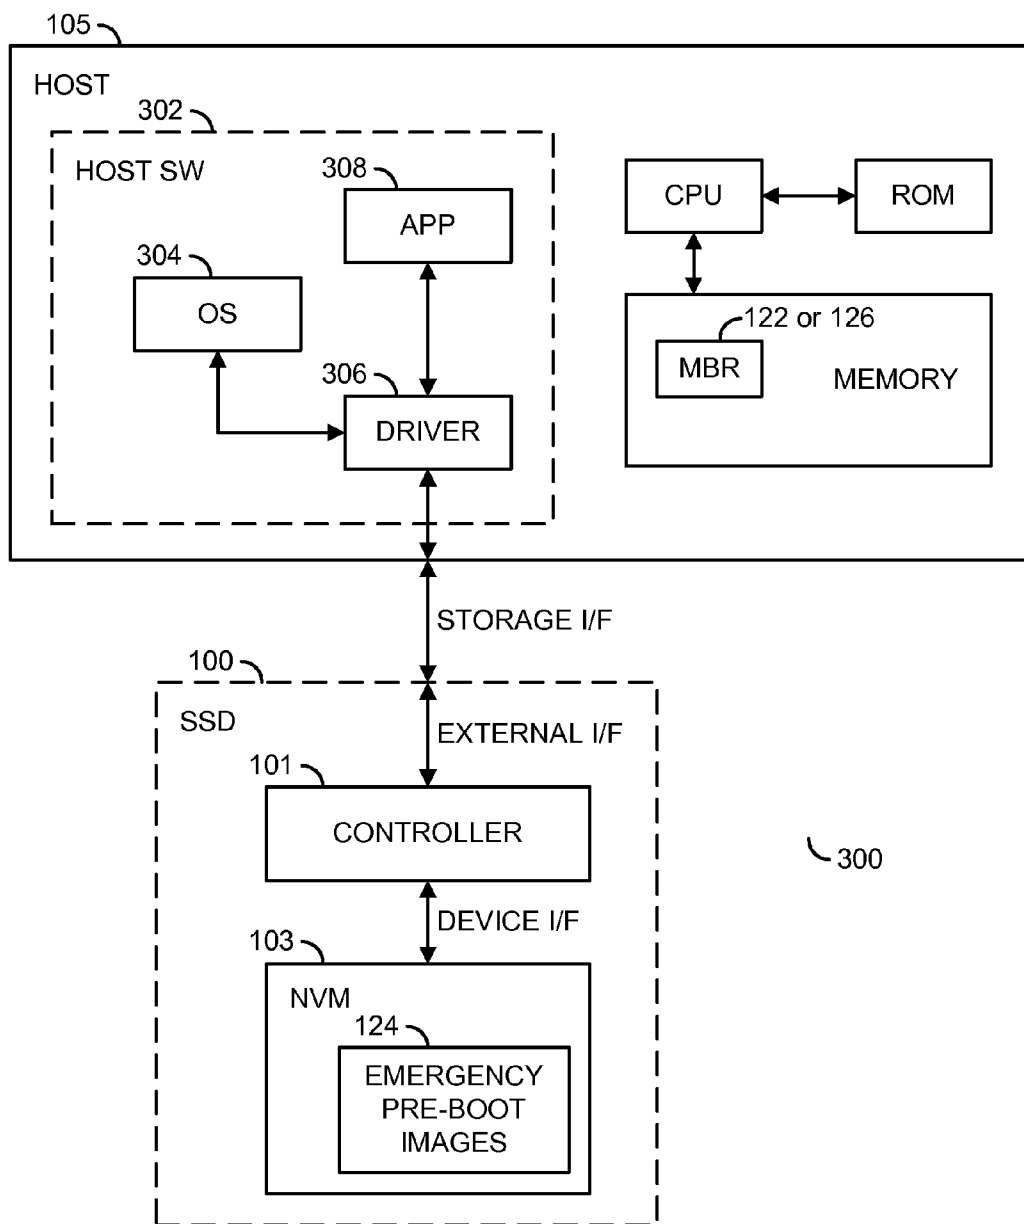 105
HOST
302
HOST SW
308
APP
CPU
ROM
304
OS
122 or 126
MBR
MEMORY
306
DRIVER
STORAGE I/F
100
SSD
EXTERNAL I/F
101
CONTROLLER
300
DEVICE I/F
103
NVM
124
EMERGENCY
PRE-BOOT
IMAGES